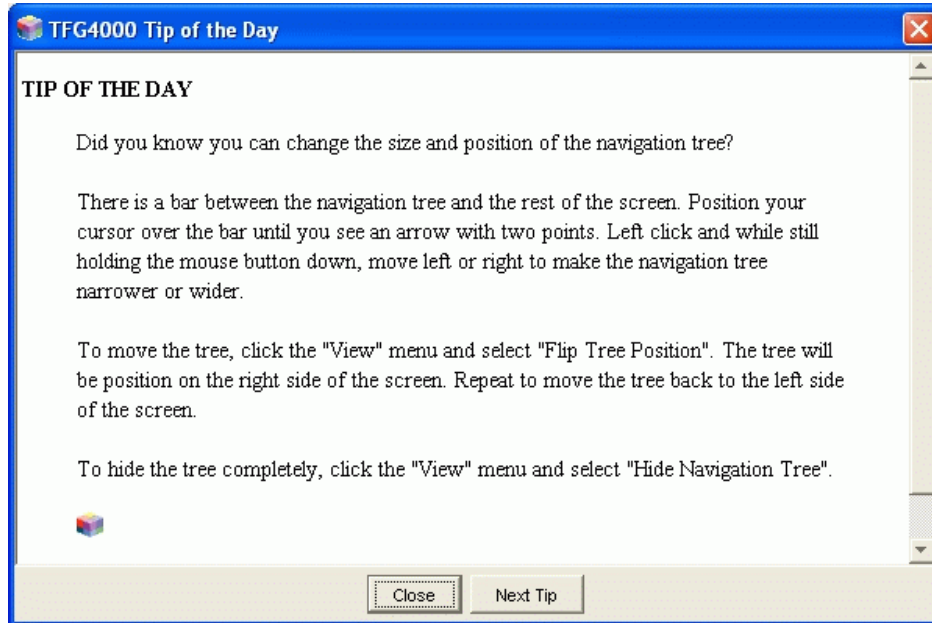 TFG4000 Tip of the Day
TIP OF THE DAY
Did you know you can change the size and position of the navigation tree?
There is a bar between the navigation tree and the rest of the screen. Position your
cursor over the bar until you see an arrow with two points. Left click and while still
holding the mouse button down, move left or right to make the navigation tree
narrower or wider.
To move the tree, click the "View" menu and select "Flip Tree Position". The tree will
be position on the right side of the screen. Repeat to move the tree back to the left side
of the screen.
To hide the tree completely, click the "View" menu and select "Hide Navigation Tree".
Close Next Tip